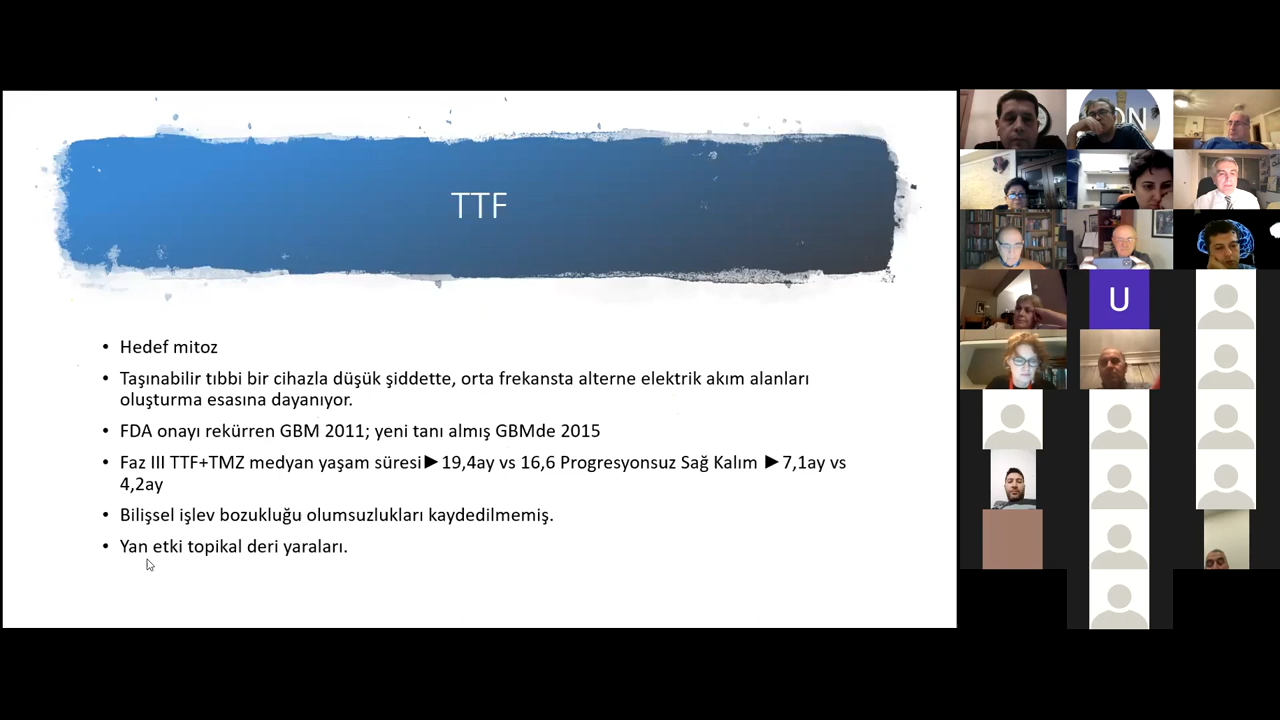 TTF
• Hedef mitoz
• Taşınabilir tıbbi bir cihazla düşük şiddette, orta frekansta alterne elektrik akım alanları
oluşturma esasına dayanıyor.
• FDA onayı rekürren GBM 2011; yeni tanı almış GBMde 2015
• Faz III TTF+TMZ medyan yaşam süresi►19,4ay vs 16,6 Progresyonsuz Sağ Kalım ►7,1ay vs
4,2ay
• Bilişsel işlev bozukluğu olumsuzlukları kaydedilmemiş.
• Yan etki topikal deri yaraları.
U